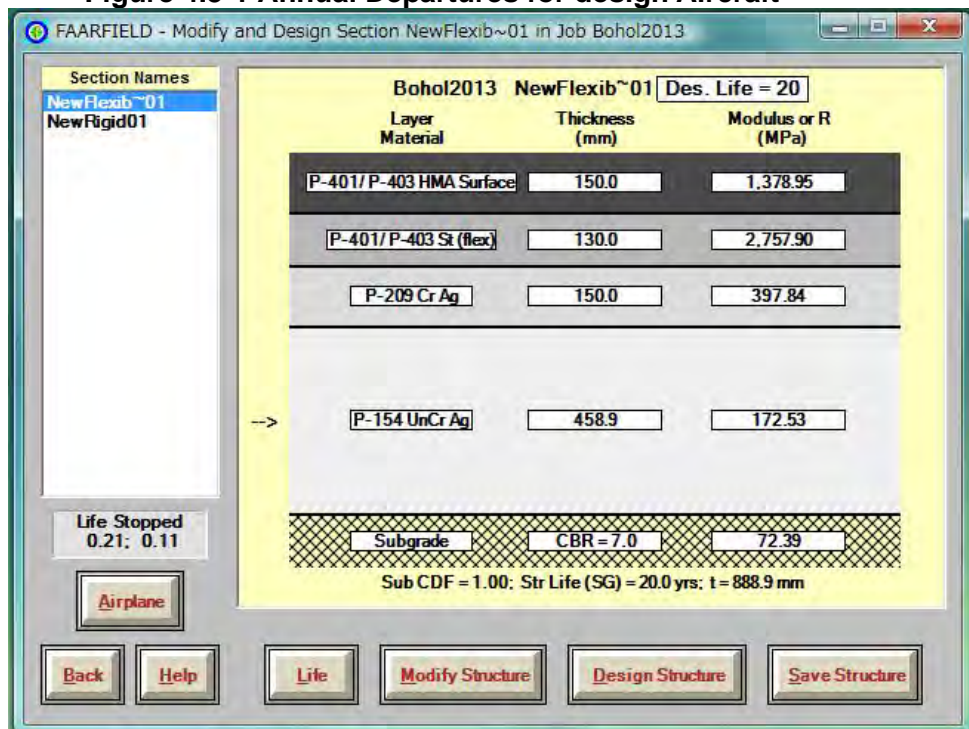 Figure 4.3-1 Annual Departures for design Aircraft
FAARFIELD - Modify and Design Section NewFlexib~01 in Job Bohol2013
Section Names
NewFlexib~01
NewRigid01
Bohol2013 NewFlexib~01 Des. Life = 20
Layer Material Thickness (mm) Modulus or R (MPa)
P-401/ P-403 HMA Surface 150.0 1,378.95
P-401/ P-403 St (flex) 130.0 2,757.90
P-209 Cr Ag 150.0 397.84
--> P-154 UnCr Ag 458.9 172.53
Subgrade CBR = 7.0 72.39
Sub CDF = 1.00; Str Life (SG) = 20.0 yrs; t = 888.9 mm
Life Stopped
0.21; 0.11
Airplane
Back Help Life Modify Structure Design Structure Save Structure